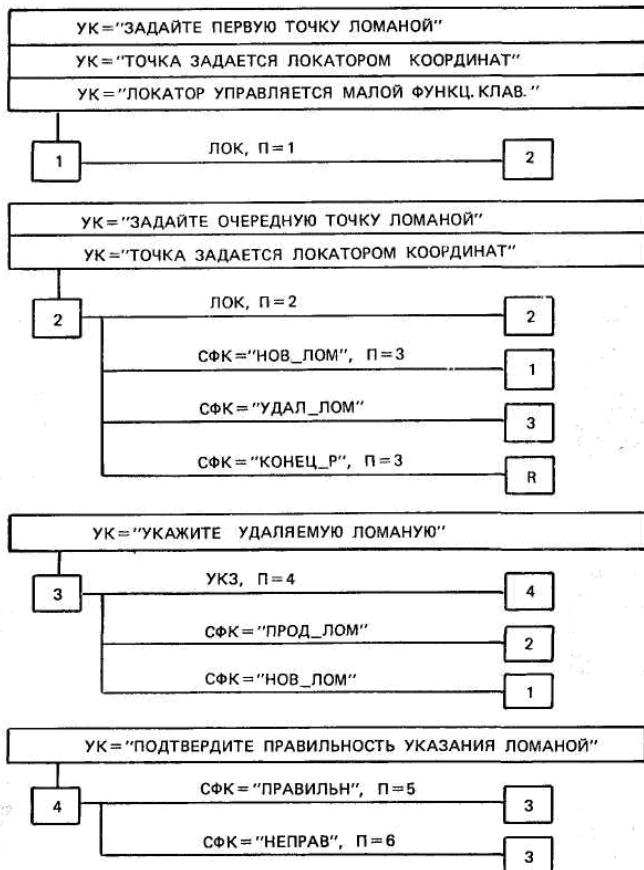 УК="ЗАДАЙТЕ ПЕРВУЮ ТОЧКУ ЛОМАНОЙ"
УК="ТОЧКА ЗАДАЕТСЯ ЛОКАТОРОМ КООРДИНАТ"
УК="ЛОКАТОР УПРАВЛЯЕТСЯ МАЛОЙ ФУНКЦ. КЛАВ."
1 ЛОК, П=1 2
УК="ЗАДАЙТЕ ОЧЕРЕДНУЮ ТОЧКУ ЛОМАНОЙ"
УК="ТОЧКА ЗАДАЕТСЯ ЛОКАТОРОМ КООРДИНАТ"
2 ЛОК, П=2 2
СФК="НОВ_ЛОМ", П=3 1
СФК="УДАЛ_ЛОМ" 3
СФК="КОНЕЦ_Р", П=3 R
УК="УКАЖИТЕ УДАЛЯЕМУЮ ЛОМАНУЮ"
3 УКЗ, П=4 4
СФК="ПРОД_ЛОМ" 2
СФК="НОВ_ЛОМ" 1
УК="ПОДТВЕРДИТЕ ПРАВИЛЬНОСТЬ УКАЗАНИЯ ЛОМАНОЙ"
4 СФК="ПРАВИЛЬН", П=5 3
СФК="НЕПРАВ", П=6 3